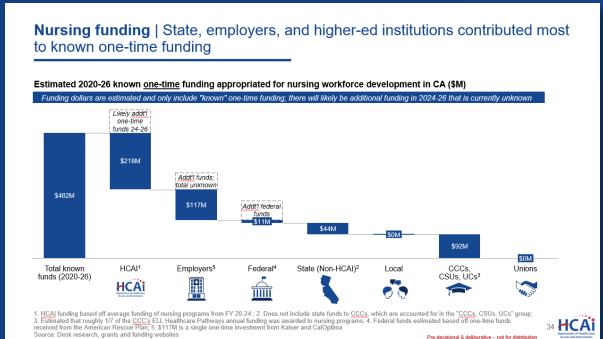 Nursing funding | State, employers, and higher-ed institutions contributed most
to known one-time funding
Estimated 2020-26 known one-time funding appropriated for nursing workforce development in CA ($M)
Funding dollars are estimated and only include "known" one-time funding; there will likely be additional funding in 2024-26 that is currently unknown
Likely addt'l
one-time
funds 24-26
$218M
$482M
Addt'l funds;
total unknown
$117M
Addt'l federal
funds
$11M
$44M
$0M
$92M
$0M
Total known
funds (2020-26)
HCAI¹
Employers⁵
Federal⁴
State (Non-HCAI)²
Local
CCCs,
CSUs, UCs³
Unions
HCAi
1. HCAI funding based off average funding of nursing programs from FY 20-24 ; 2. Does not include state funds to CCCs, which are accounted for in the "CCCs, CSUs, UCs" group;
3. Estimated that roughly 1/7 of the CCC's ELL Healthcare Pathways annual funding was awarded to nursing programs; 4. Federal funds estimated based off one-time funds
received from the American Rescue Plan; 5. $117M is a single one-time investment from Kaiser and CalOptima
Source: Desk research, grants and funding websites
Pre-decisional & deliberative – not for distribution
34
HCAi